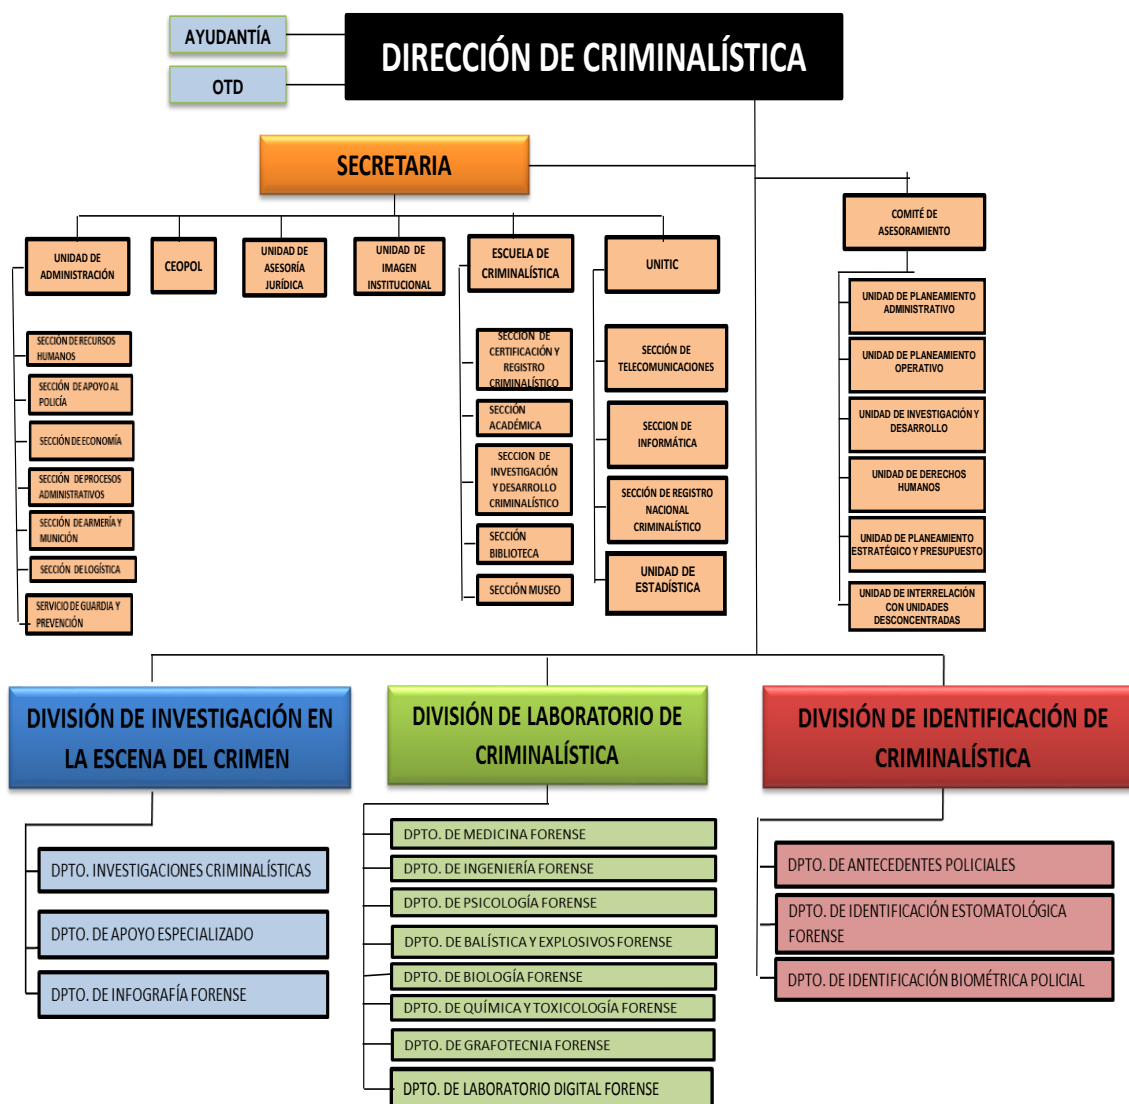 AYUDANTÍA
OTD
DIRECCIÓN DE CRIMINALÍSTICA
SECRETARIA
COMITÉ DE
ASESORAMIENTO
UNIDAD DE
ADMINISTRACIÓN
CEOPOL
UNIDAD DE
ASESORÍA
JURÍDICA
UNIDAD DE
IMAGEN
INSTITUCIONAL
ESCUELA DE
CRIMINALÍSTICA
UNITIC
SECCIÓN DE RECURSOS
HUMANOS
SECCIÓN DE APOYO AL
POLICÍA
SECCIÓN DE ECONOMÍA
SECCIÓN DE PROCESOS
ADMINISTRATIVOS
SECCIÓN DE ARMERÍA Y
MUNICIÓN
SECCIÓN DE LOGÍSTICA
SERVICIO DE GUARDIA Y
PREVENCIÓN
SECCION DE
CERTIFICACIÓN Y
REGISTRO
CRIMINALÍSTICO
SECCIÓN
ACADÉMICA
SECCION DE
INVESTIGACIÓN
Y DESARROLLO
CRIMINALÍSTICO
SECCIÓN
BIBLIOTECA
SECCIÓN MUSEO
SECCIÓN DE
TELECOMUNICACIONES
SECCION DE
INFORMÁTICA
SECCIÓN DE REGISTRO
NACIONAL
CRIMINALÍSTICO
UNIDAD DE
ESTADÍSTICA
UNIDAD DE PLANEAMIENTO
ADMINISTRATIVO
UNIDAD DE PLANEAMIENTO
OPERATIVO
UNIDAD DE INVESTIGACIÓN Y
DESARROLLO
UNIDAD DE DERECHOS
HUMANOS
UNIDAD DE PLANEAMIENTO
ESTRATÉGICO Y PRESUPUESTO
UNIDAD DE INTERRELACIÓN
CON UNIDADES
DESCONCENTRADAS
DIVISIÓN DE INVESTIGACIÓN EN
LA ESCENA DEL CRIMEN
DPTO. INVESTIGACIONES CRIMINALÍSTICAS
DPTO. DE APOYO ESPECIALIZADO
DPTO. DE INFOGRAFÍA FORENSE
DIVISIÓN DE LABORATORIO DE
CRIMINALÍSTICA
DPTO. DE MEDICINA FORENSE
DPTO. DE INGENIERÍA FORENSE
DPTO. DE PSICOLOGÍA FORENSE
DPTO. DE BALÍSTICA Y EXPLOSIVOS FORENSE
DPTO. DE BIOLOGÍA FORENSE
DPTO. DE QUÍMICA Y TOXICOLOGÍA FORENSE
DPTO. DE GRAFOTECNIA FORENSE
DPTO. DE LABORATORIO DIGITAL FORENSE
DIVISIÓN DE IDENTIFICACIÓN DE
CRIMINALÍSTICA
DPTO. DE ANTECEDENTES POLICIALES
DPTO. DE IDENTIFICACIÓN ESTOMATOLÓGICA
FORENSE
DPTO. DE IDENTIFICACIÓN BIOMÉTRICA POLICIAL